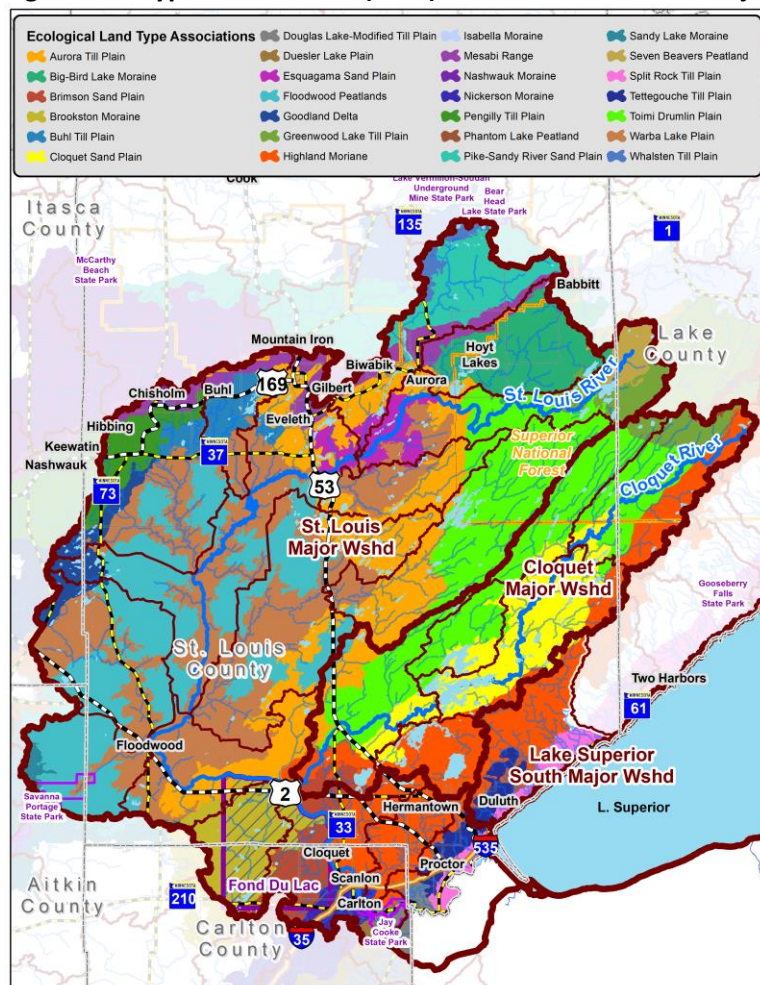 Ecological Land Type Associations
Aurora Till Plain
Big-Bird Lake Moraine
Brimson Sand Plain
Brookston Moraine
Buhl Till Plain
Cloquet Sand Plain
Douglas Lake-Modified Till Plain
Duesler Lake Plain
Esquagama Sand Plain
Floodwood Peatlands
Goodland Delta
Greenwood Lake Till Plain
Highland Moriane
Isabella Moraine
Mesabi Range
Nashwauk Moraine
Nickerson Moraine
Pengilly Till Plain
Phantom Lake Peatland
Pike-Sandy River Sand Plain
Sandy Lake Moraine
Seven Beavers Peatland
Split Rock Till Plain
Tettegouche Till Plain
Toimi Drumlin Plain
Warba Lake Plain
Whalsten Till Plain
Cook
Lake Vermilion-Soudan
Underground
Mine State Park
Bear
Head
Lake State Park
Itasca
County
MINNESOTA
135
MINNESOTA
1
McCarthy
Beach
State Park
Babbitt
Mountain Iron
Lake
County
Hoyt
Lakes
Biwabik
Chisholm
Buhl
169
Gilbert
Aurora
St. Louis River
Hibbing
Eveleth
Keewatin
Nashwauk
MINNESOTA
37
Superior
National
Forest
Cloquet River
MINNESOTA
73
53
St. Louis
Major Wshd
Cloquet
Major Wshd
Gooseberry
Falls
State Park
St. Louis
County
Two Harbors
MINNESOTA
61
Floodwood
Lake Superior
South Major Wshd
Savanna
Portage
State Park
2
Hermantown
Duluth
L. Superior
MINNESOTA
33
535
Cloquet
Proctor
Scanlon
Aitkin
County
MINNESOTA
210
Fond Du Lac
Carlton
Carlton
County
35
Jay
Cooke
State Park